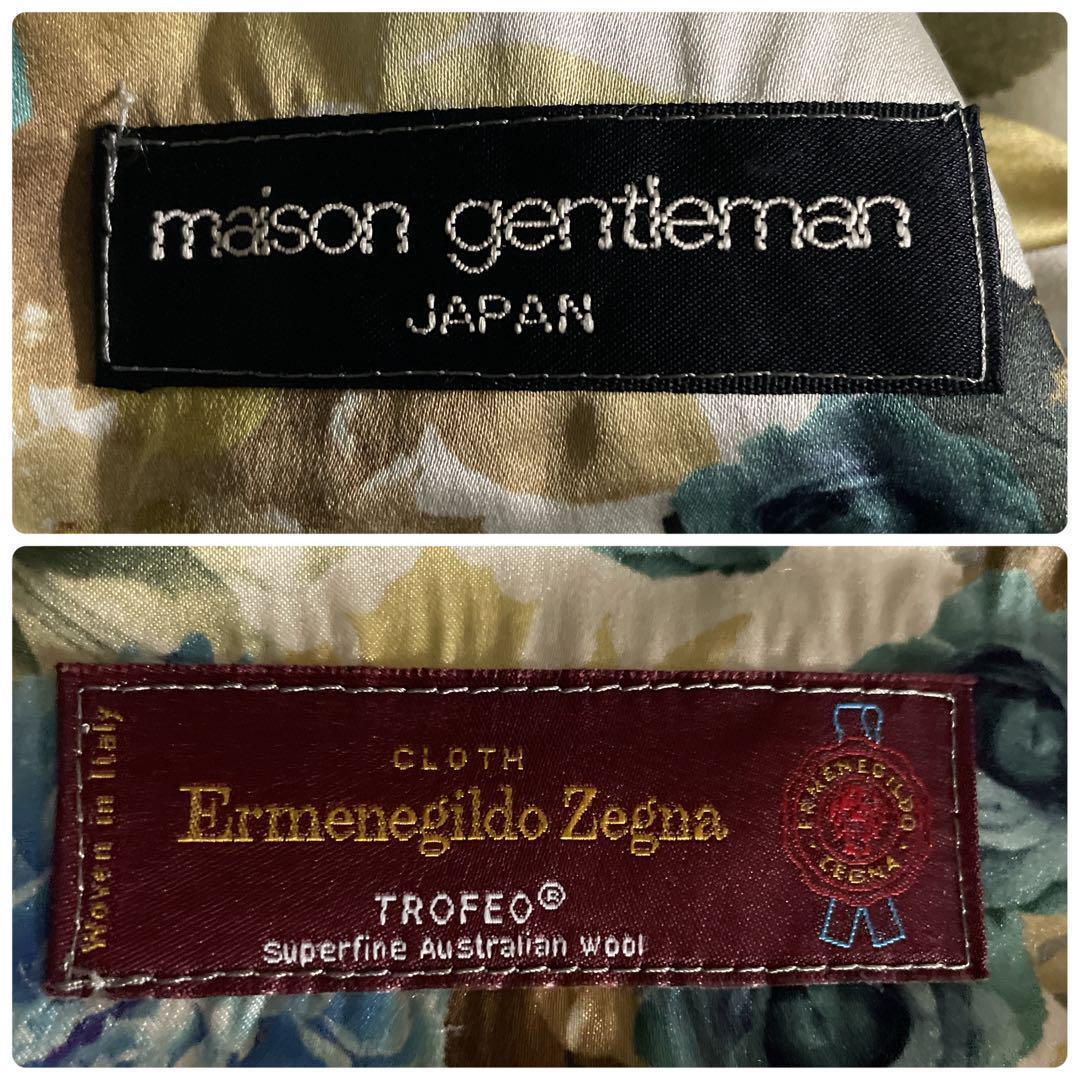 maison gentleman
JAPAN
Woven in Italy
CLOTH
Ermenegildo Zegna
TROFEO®
Superfine Australian wool
ERMENEGILDO
· ZEGNA ·